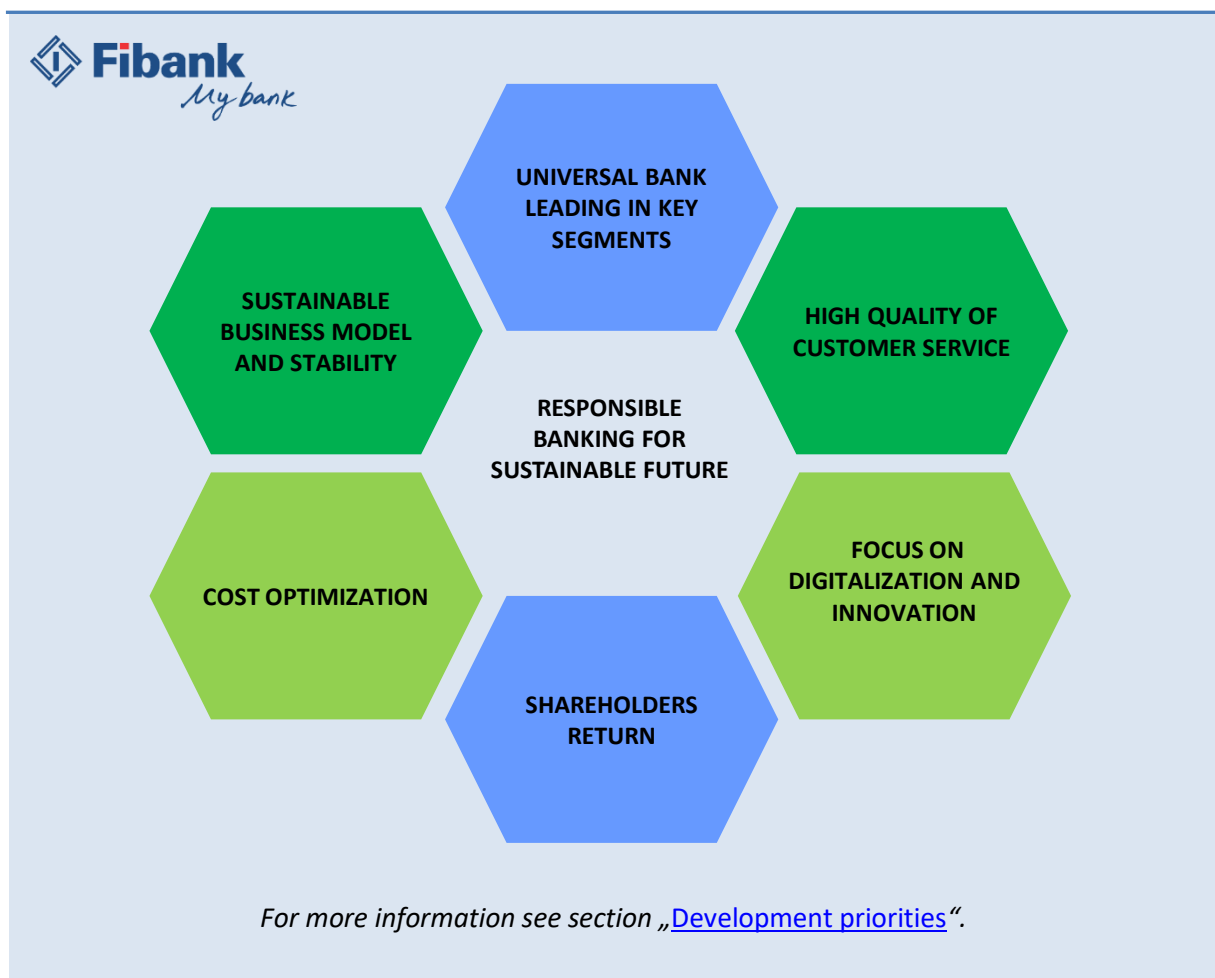 Fibank
My bank
UNIVERSAL BANK
LEADING IN KEY
SEGMENTS
SUSTAINABLE
BUSINESS MODEL
AND STABILITY
HIGH QUALITY OF
CUSTOMER SERVICE
RESPONSIBLE
BANKING FOR
SUSTAINABLE FUTURE
COST OPTIMIZATION
FOCUS ON
DIGITALIZATION AND
INNOVATION
SHAREHOLDERS
RETURN
For more information see section „Development priorities“.